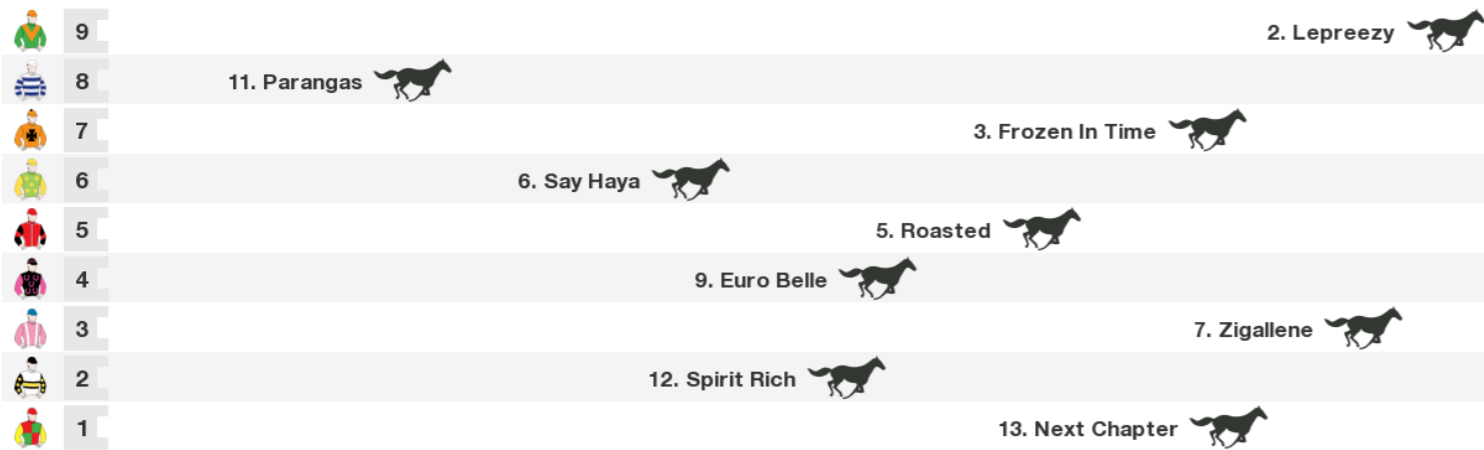 9 2. Lepreezy
8 11. Parangas
7 3. Frozen In Time
6 6. Say Haya
5 5. Roasted
4 9. Euro Belle
3 7. Zigallene
2 12. Spirit Rich
1 13. Next Chapter